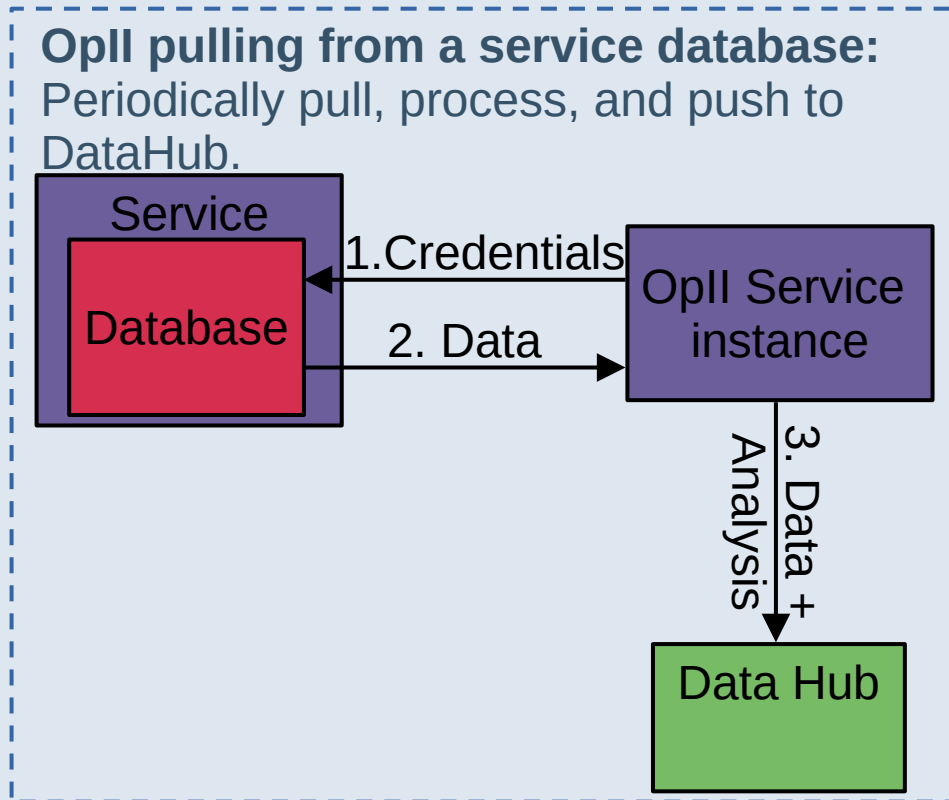 OpII pulling from a service database:
Periodically pull, process, and push to
DataHub.
Service
Database
1.Credentials
2. Data
OpII Service
instance
3. Data +
Analysis
Data Hub